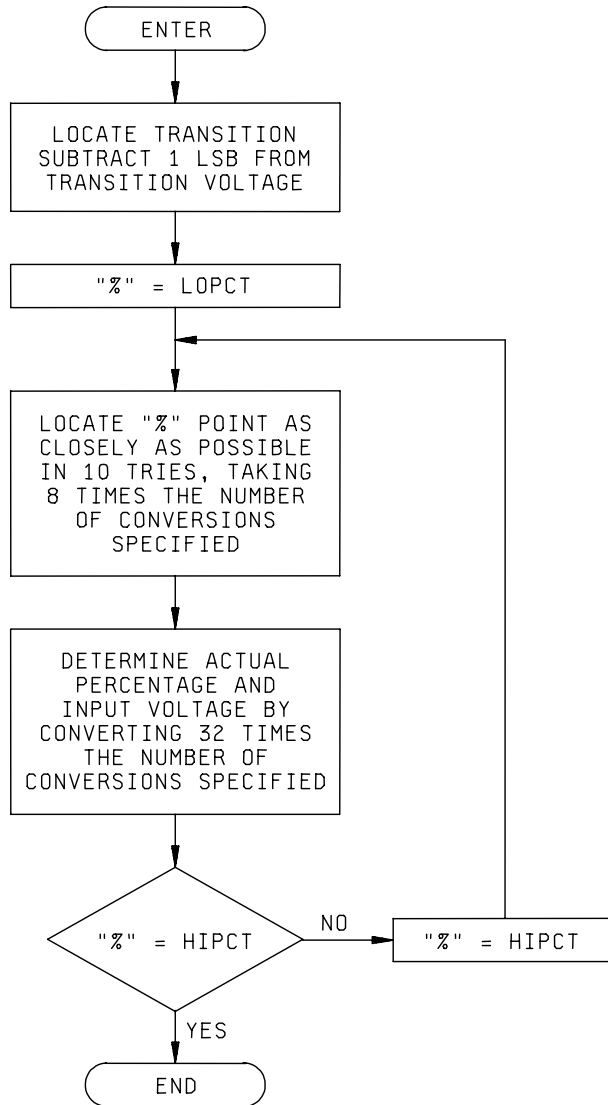 ENTER
LOCATE TRANSITION
SUBTRACT 1 LSB FROM
TRANSITION VOLTAGE
"%" = LOPCT
LOCATE "%" POINT AS
CLOSELY AS POSSIBLE
IN 10 TRIES, TAKING
8 TIMES THE NUMBER
OF CONVERSIONS
SPECIFIED
DETERMINE ACTUAL
PERCENTAGE AND
INPUT VOLTAGE BY
CONVERTING 32 TIMES
THE NUMBER OF
CONVERSIONS SPECIFIED
"%" = HIPCT
NO
"%" = HIPCT
YES
END